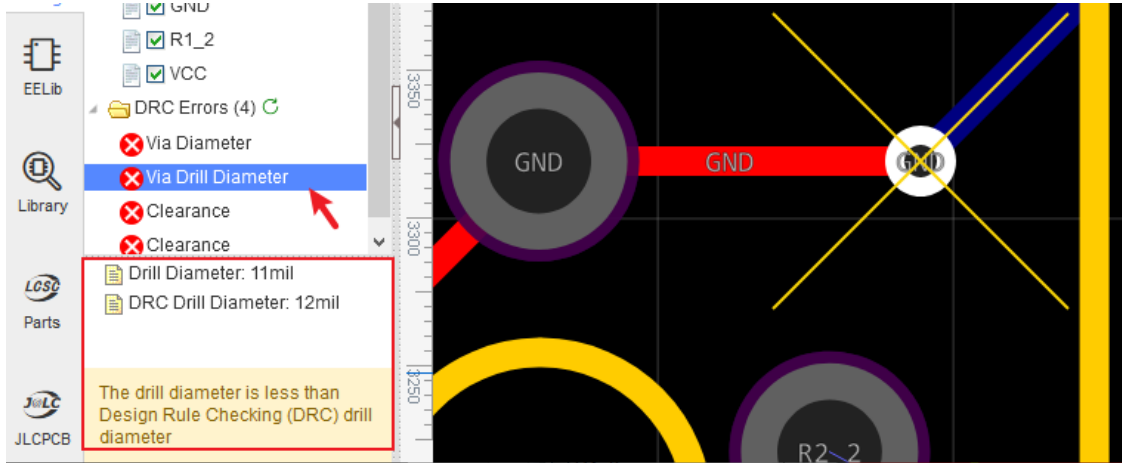 GND
R1_2
VCC
DRC Errors (4)
Via Diameter
Via Drill Diameter
Clearance
Clearance
Drill Diameter: 11mil
DRC Drill Diameter: 12mil
The drill diameter is less than
Design Rule Checking (DRC) drill
diameter
EELib
Library
LCSC
Parts
J@LC
JLCPCB
3350
3300
3250
GND
GND
GND
R2_2